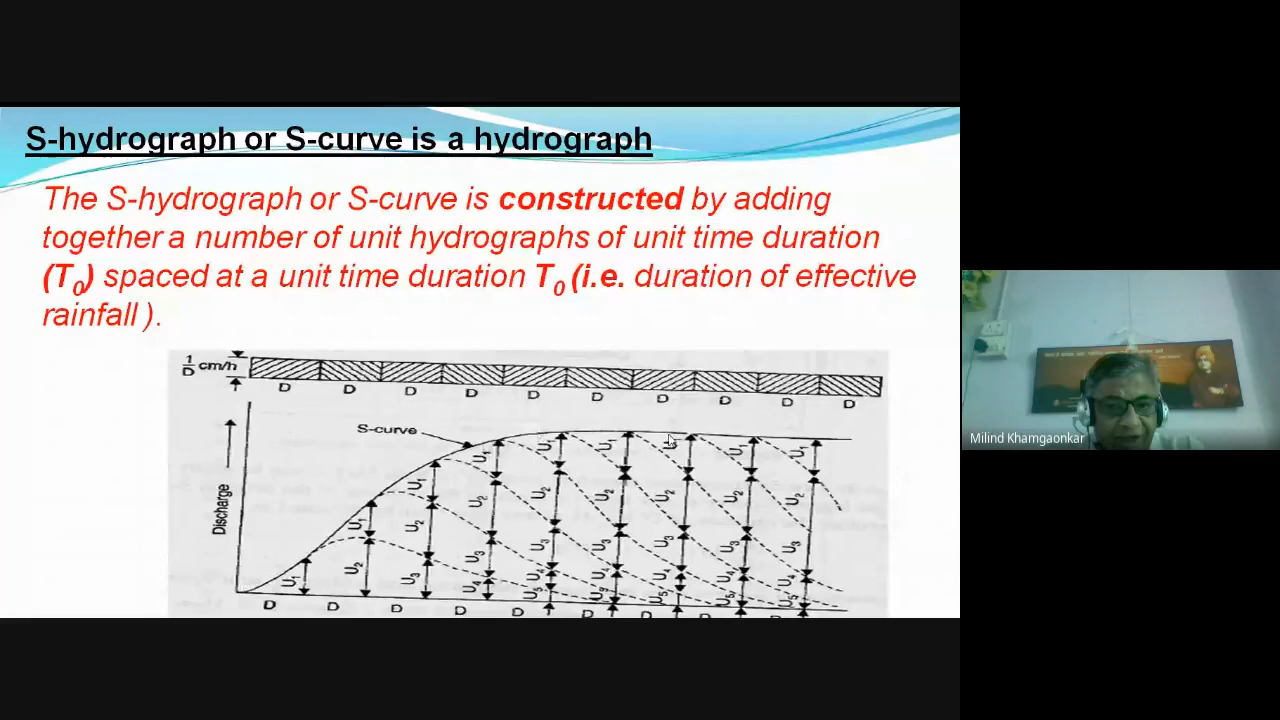 S-hydrograph or S-curve is a hydrograph
The S-hydrograph or S-curve is constructed by adding
together a number of unit hydrographs of unit time duration
(T0) spaced at a unit time duration T0 (i.e. duration of effective
rainfall ).
1/D cm/h
D D D D D D D D D D
S-curve
Discharge
U1 U1 U1 U1 U1 U1 U1 U1 U1
U2 U2 U2 U2 U2 U2 U2 U2
U3 U3 U3 U3 U3 U3 U3
U4 U4 U4 U4 U4 U4
U5 U5 U5 U5 U5
D D D D D D D D
Milind Khamgaonkar